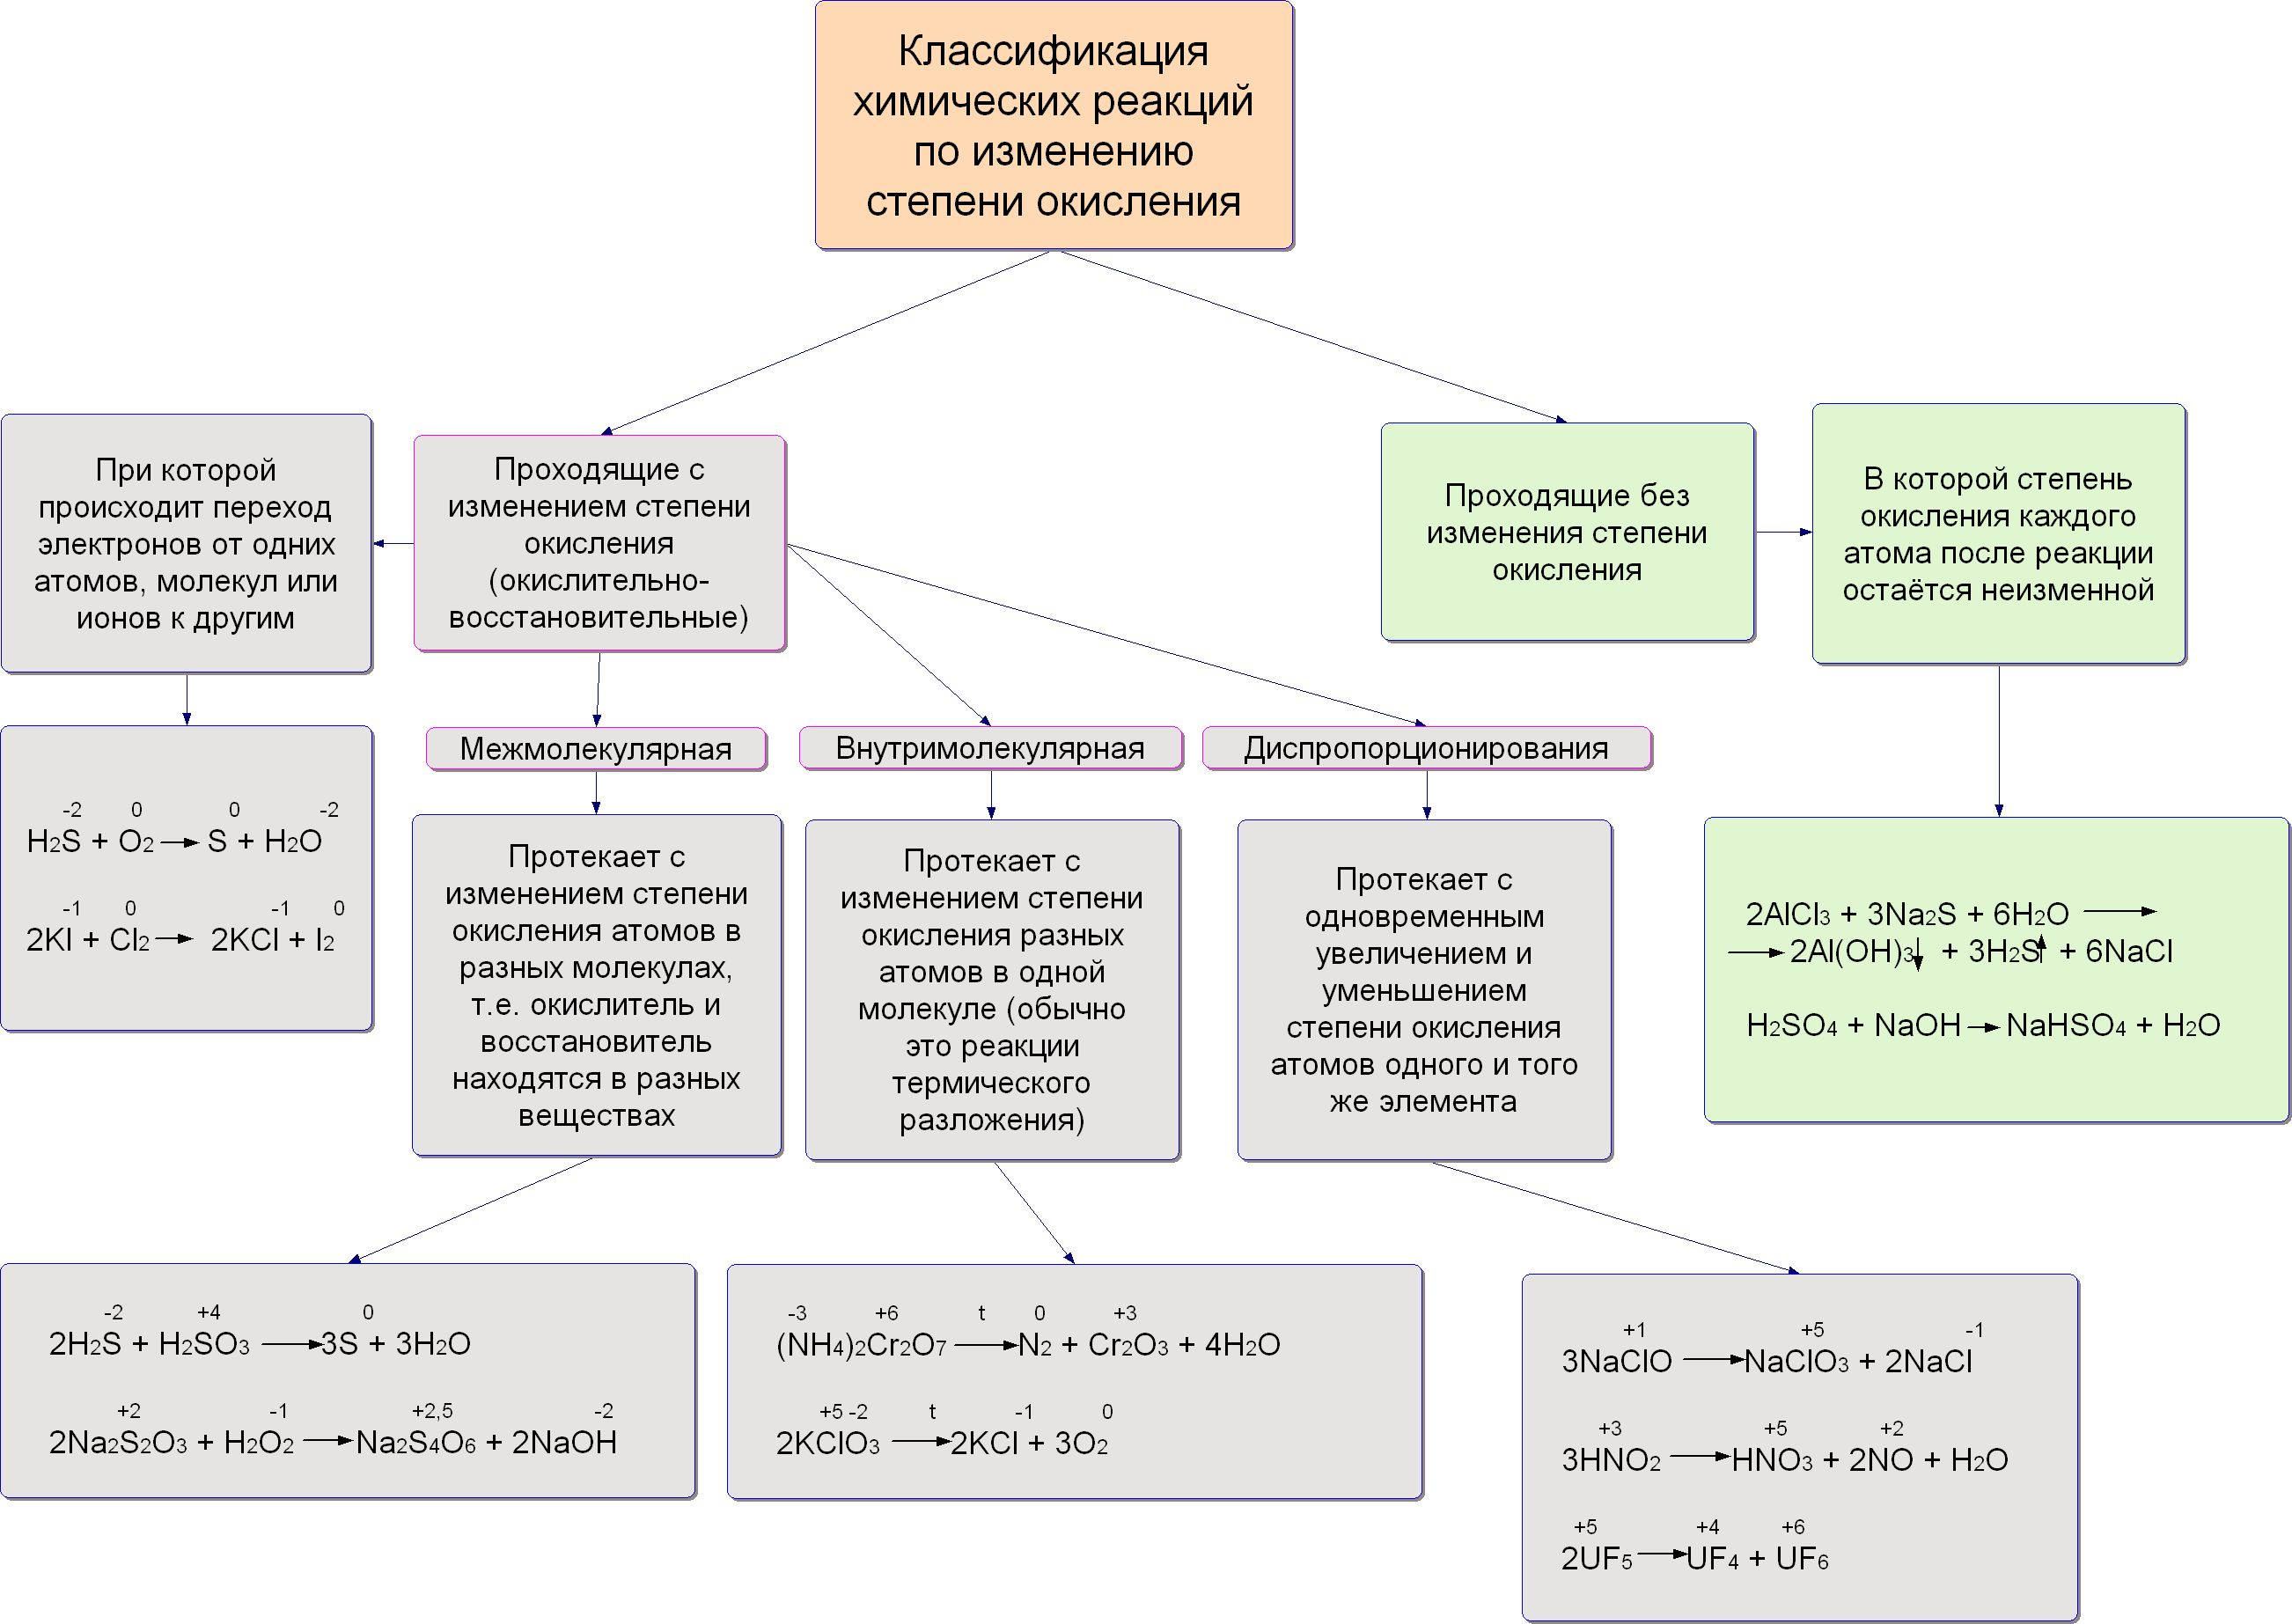 Классификация
химических реакций
по изменению
степени окисления
При которой
происходит переход
электронов от одних
атомов, молекул или
ионов к другим
Проходящие с
изменением степени
окисления
(окислительно-
восстановительные)
Проходящие без
изменения степени
окисления
В которой степень
окисления каждого
атома после реакции
остаётся неизменной
-2 0 0 -2
H2S + O2 → S + H2O
-1 0 -1 0
2KI + Cl2 → 2KCl + I2
Межмолекулярная
Внутримолекулярная
Диспропорционирования
Протекает с
изменением степени
окисления атомов в
разных молекулах,
т.е. окислитель и
восстановитель
находятся в разных
веществах
Протекает с
изменением степени
окисления разных
атомов в одной
молекуле (обычно
это реакции
термического
разложения)
Протекает с
одновременным
увеличением и
уменьшением
степени окисления
атомов одного и того
же элемента
2AlCl3 + 3Na2S + 6H2O →
→ 2Al(OH)3↓ + 3H2S↑ + 6NaCl
H2SO4 + NaOH → NaHSO4 + H2O
-2 +4 0
2H2S + H2SO3 → 3S + 3H2O
+2 -1 +2,5 -2
2Na2S2O3 + H2O2 → Na2S4O6 + 2NaOH
-3 +6 t 0 +3
(NH4)2Cr2O7 → N2 + Cr2O3 + 4H2O
+5 -2 t -1 0
2KClO3 → 2KCl + 3O2
+1 +5 -1
3NaClO → NaClO3 + 2NaCl
+3 +5 +2
3HNO2 → HNO3 + 2NO + H2O
+5 +4 +6
2UF5 → UF4 + UF6